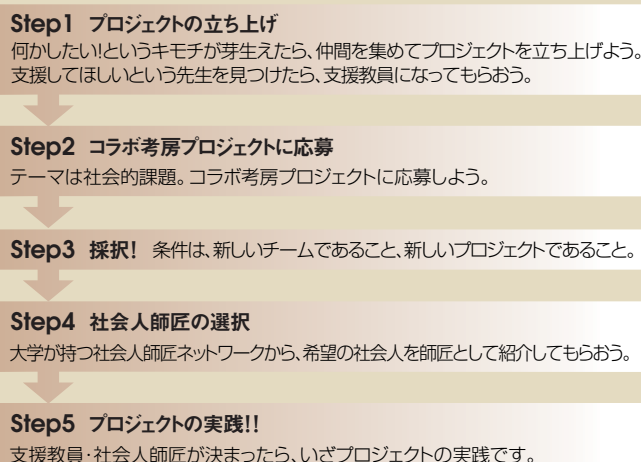 Step1 プロジェクトの立ち上げ
何かしたい!というキモチが芽生えたら、仲間を集めてプロジェクトを立ち上げよう。
支援してほしいという先生を見つけたら、支援教員になってもらおう。
Step2 コラボ考房プロジェクトに応募
テーマは社会的課題。コラボ考房プロジェクトに応募しよう。
Step3 採択! 条件は、新しいチームであること、新しいプロジェクトであること。
Step4 社会人師匠の選択
大学が持つ社会人師匠ネットワークから、希望の社会人を師匠として紹介してもらおう。
Step5 プロジェクトの実践!!
支援教員・社会人師匠が決まったら、いざプロジェクトの実践です。